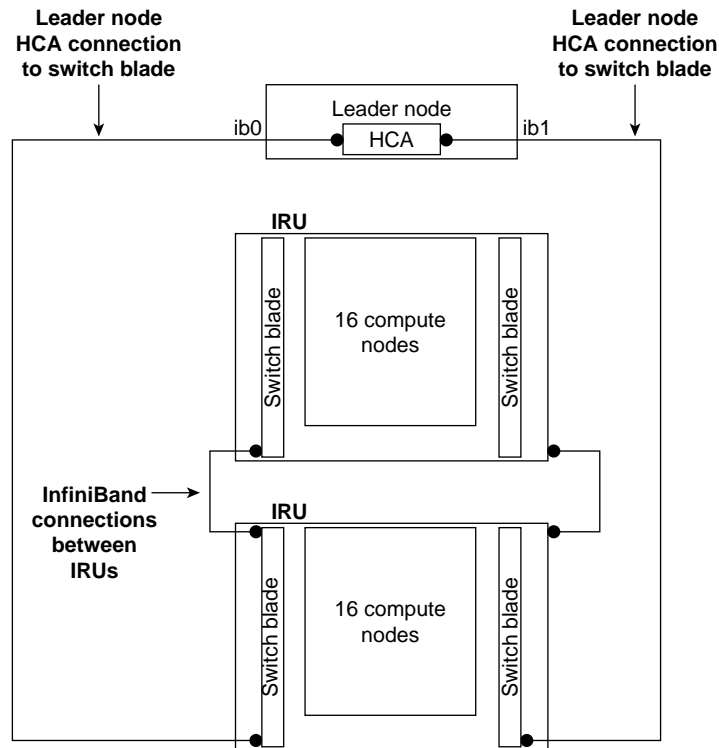 Leader node
HCA connection
to switch blade
Leader node
HCA connection
to switch blade
Leader node
ib0
HCA
ib1
IRU
Switch blade
16 compute
nodes
Switch blade
InfiniBand
connections
between
IRUs
IRU
Switch blade
16 compute
nodes
Switch blade